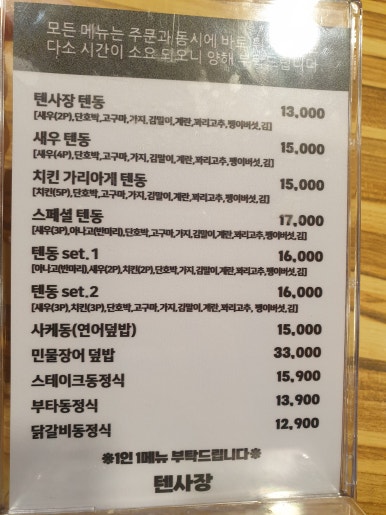 모든 메뉴는 주문과 동시에 바로
다소 시간이 소요 되오니 양해
텐사장 텐동 13,000
[새우(2P),단호박,고구마,가지,김말이,계란,꽈리고추,팽이버섯,김]
새우 텐동 15,000
[새우(4P),단호박,고구마,가지,김말이,계란,꽈리고추,팽이버섯,김]
치킨 가리아게 텐동 15,000
[치킨(5P),단호박,고구마,가지,김말이,계란,꽈리고추,팽이버섯,김]
스페셜 텐동 17,000
[새우(3P),아나고(반마리),단호박,고구마,가지,김말이,계란,꽈리고추,팽이버섯,김]
텐동 set.1 16,000
[아나고(반마리),새우(2P),치킨(2P),단호박,고구마,가지,김말이,계란,꽈리고추,팽이버섯,김]
텐동 set.2 16,000
[새우(3P),치킨(3P),단호박,고구마,가지,김말이,계란,꽈리고추, 팽이버섯,김]
사케동(연어덮밥) 15,000
민물장어 덮밥 33,000
스테이크동정식 15,900
부타동정식 13,900
닭갈비동정식 12,900
※1인 1메뉴 부탁드립니다※
텐사장